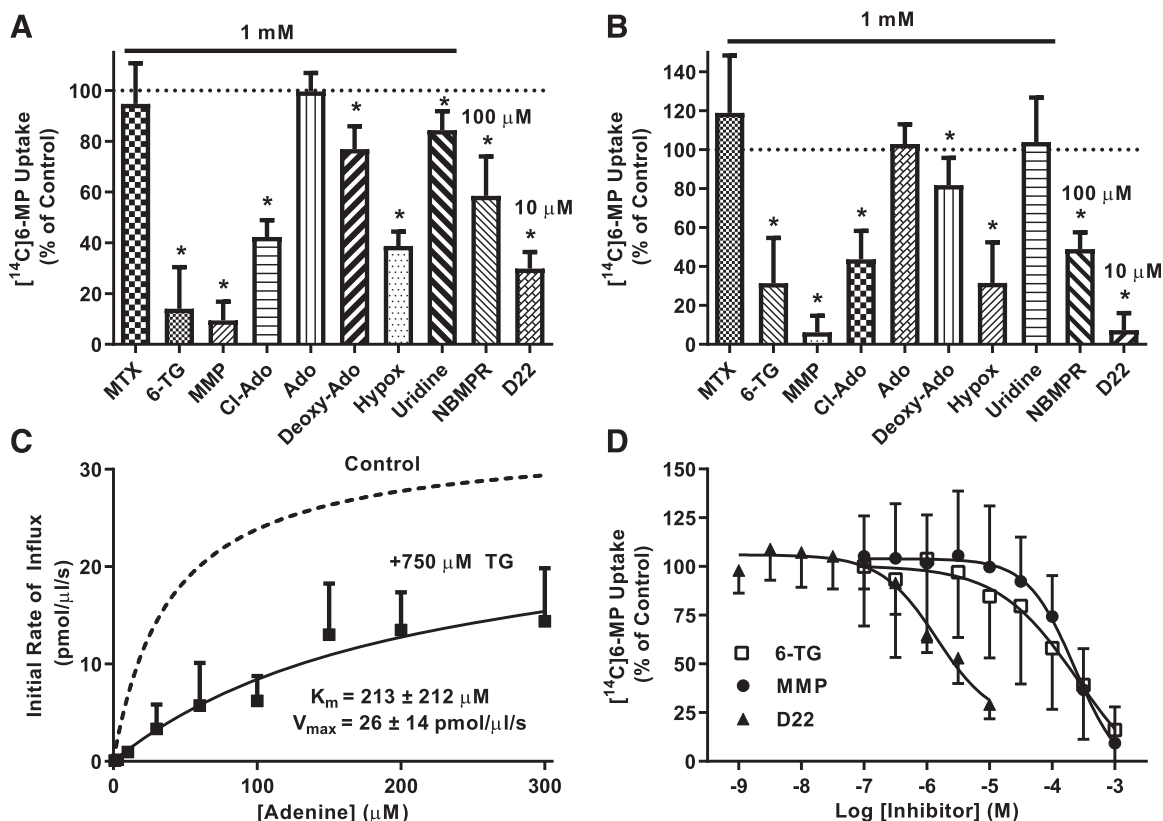 A
1 mM
[¹⁴C]6-MP Uptake
(% of Control)
100
80
60
40
20
0
*
*
*
*
*
*
100 μM
*
10 μM
*
MTX
6-TG
MMP
Cl-Ado
Ado
Deoxy-Ado
Hypox
Uridine
NBMPR
D22
B
1 mM
[¹⁴C]6-MP Uptake
(% of Control)
140
120
100
80
60
40
20
0
*
*
*
*
*
100 μM
*
10 μM
*
MTX
6-TG
MMP
Cl-Ado
Ado
Deoxy-Ado
Hypox
Uridine
NBMPR
D22
C
Initial Rate of Influx
(pmol/μl/s)
30
20
10
0
Control
+750 μM TG
Kₘ = 213 ± 212 μM
Vmax = 26 ± 14 pmol/μl/s
0
100
200
300
[Adenine] (μM)
D
[¹⁴C]6-MP Uptake
(% of Control)
150
125
100
75
50
25
0
6-TG
MMP
D22
-9
-8
-7
-6
-5
-4
-3
Log [Inhibitor] (M)